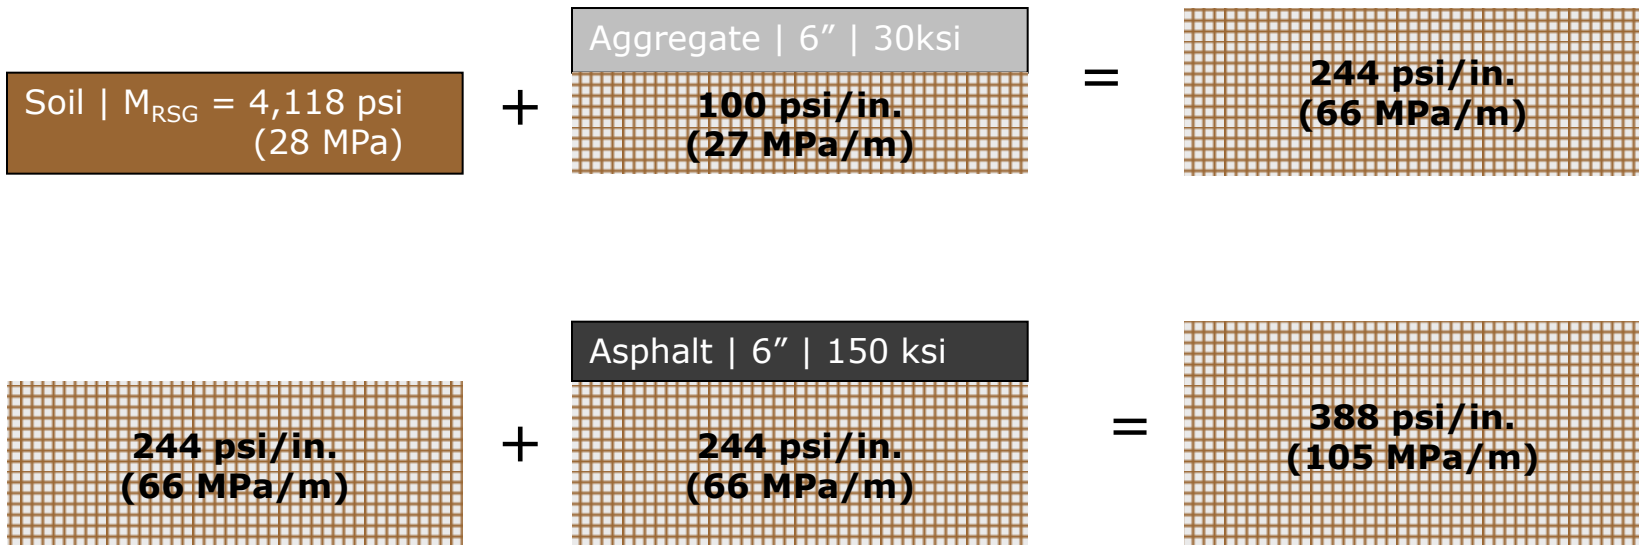 Soil | MRSG = 4,118 psi
(28 MPa)
+
Aggregate | 6″ | 30ksi
100 psi/in.
(27 MPa/m)
=
244 psi/in.
(66 MPa/m)
244 psi/in.
(66 MPa/m)
+
Asphalt | 6″ | 150 ksi
244 psi/in.
(66 MPa/m)
=
388 psi/in.
(105 MPa/m)